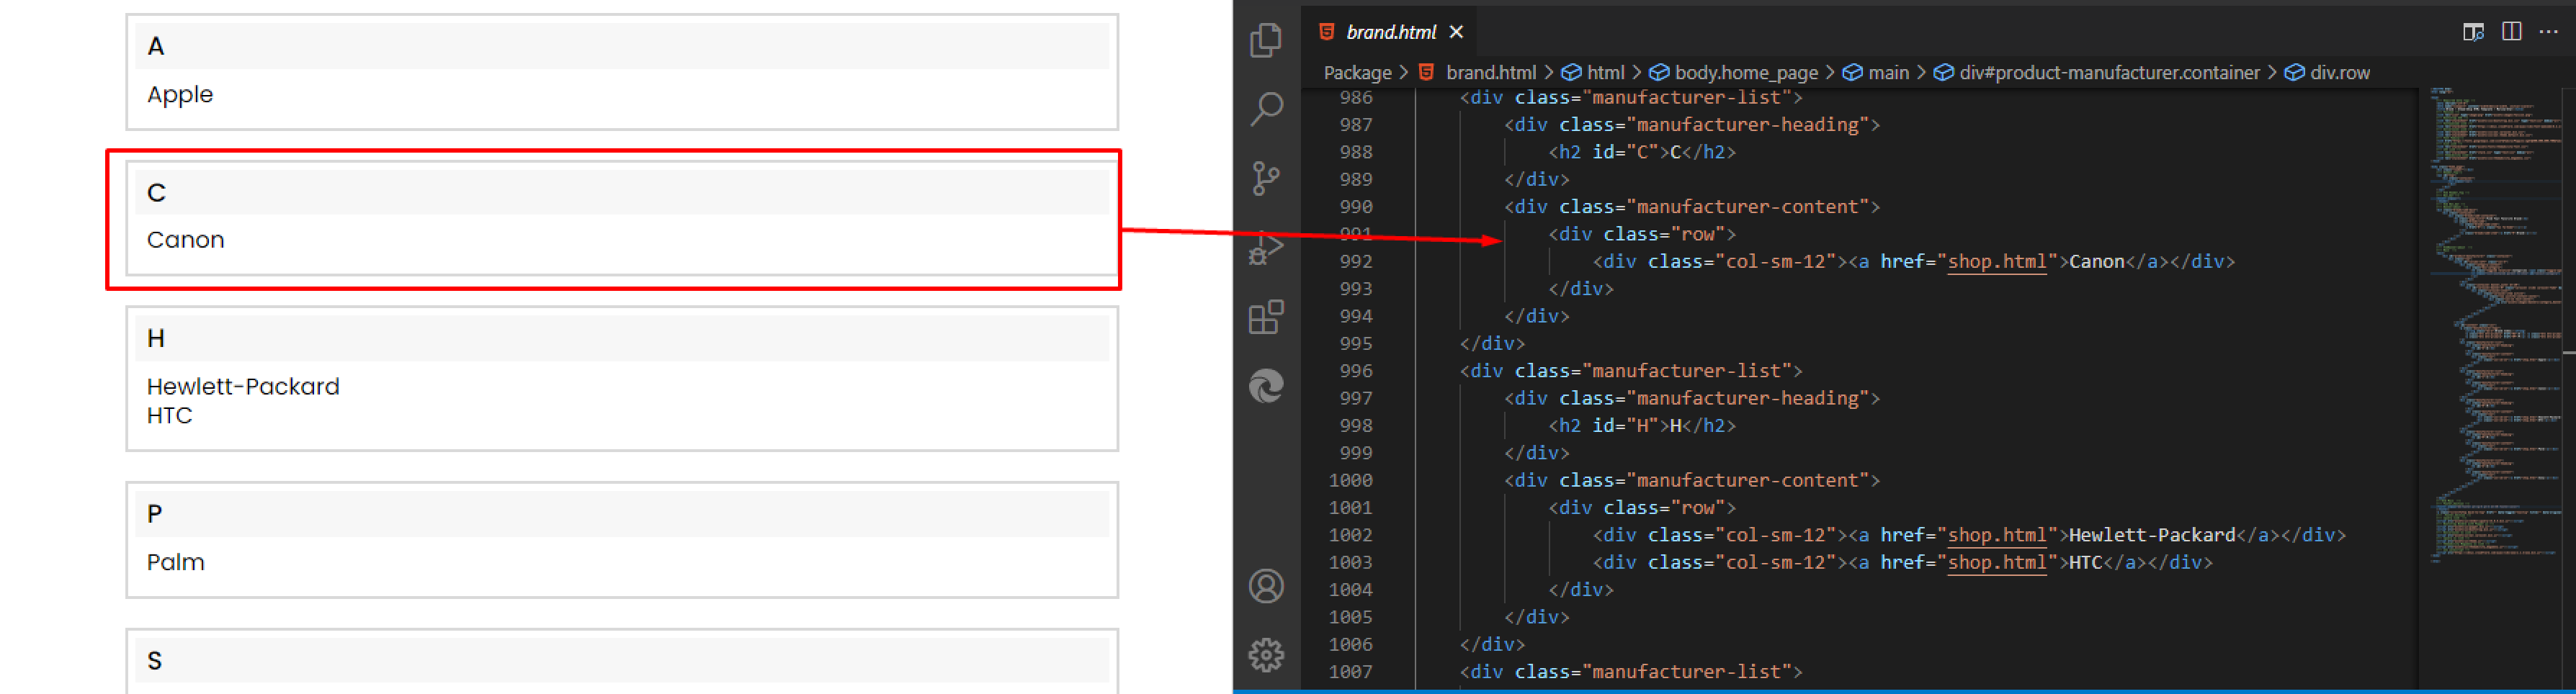 A
Apple
C
Canon
H
Hewlett-Packard
HTC
P
Palm
S
brand.html
Package > brand.html > html > body.home_page > main > div#product-manufacturer.container > div.row
986 <div class="manufacturer-list">
987 <div class="manufacturer-heading">
988 <h2 id="C">C</h2>
989 </div>
990 <div class="manufacturer-content">
991 <div class="row">
992 <div class="col-sm-12"><a href="shop.html">Canon</a></div>
993 </div>
994 </div>
995 </div>
996 <div class="manufacturer-list">
997 <div class="manufacturer-heading">
998 <h2 id="H">H</h2>
999 </div>
1000 <div class="manufacturer-content">
1001 <div class="row">
1002 <div class="col-sm-12"><a href="shop.html">Hewlett-Packard</a></div>
1003 <div class="col-sm-12"><a href="shop.html">HTC</a></div>
1004 </div>
1005 </div>
1006 </div>
1007 <div class="manufacturer-list">